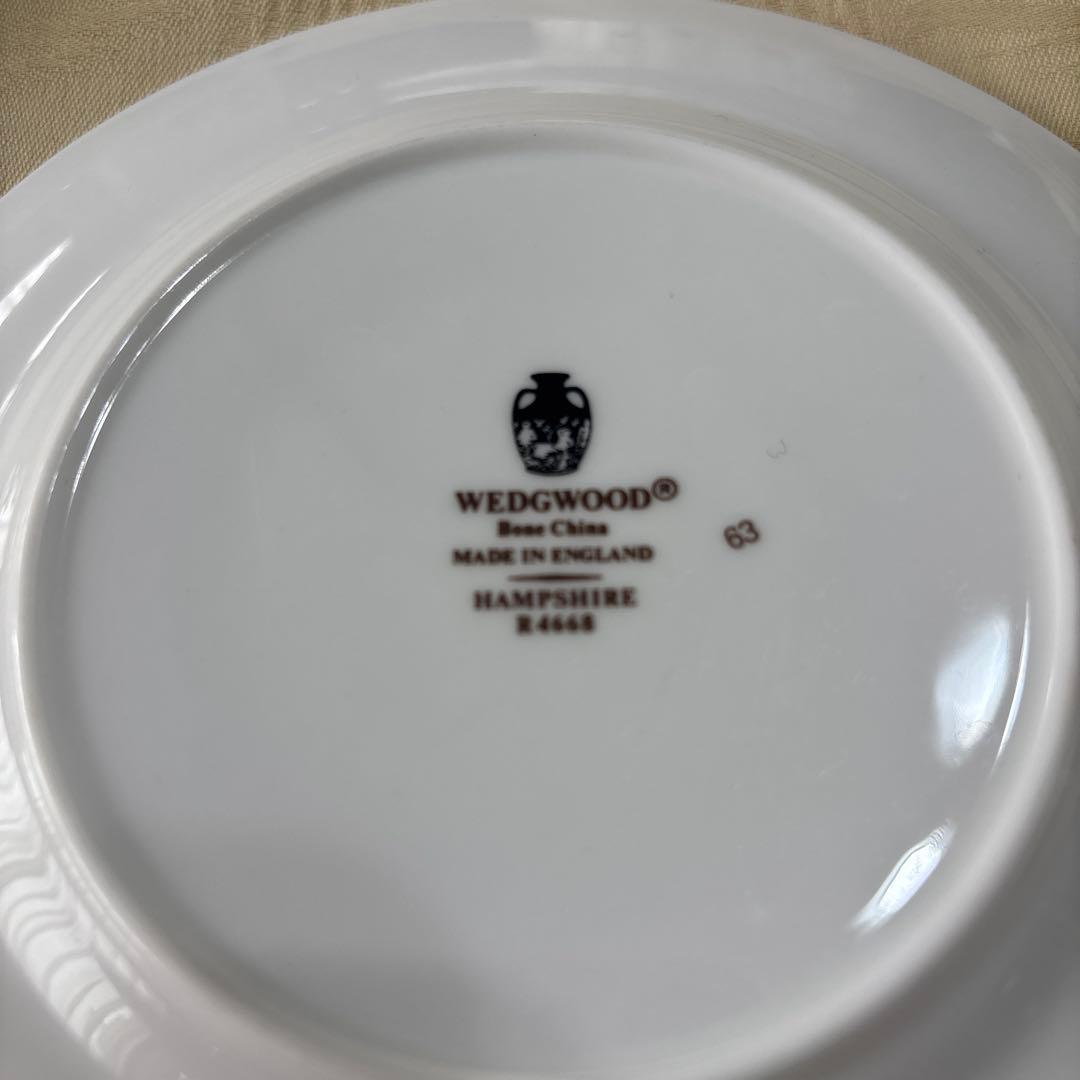 WEDGWOOD®
Bone China
MADE IN ENGLAND
HAMPSHIRE
R4668
63